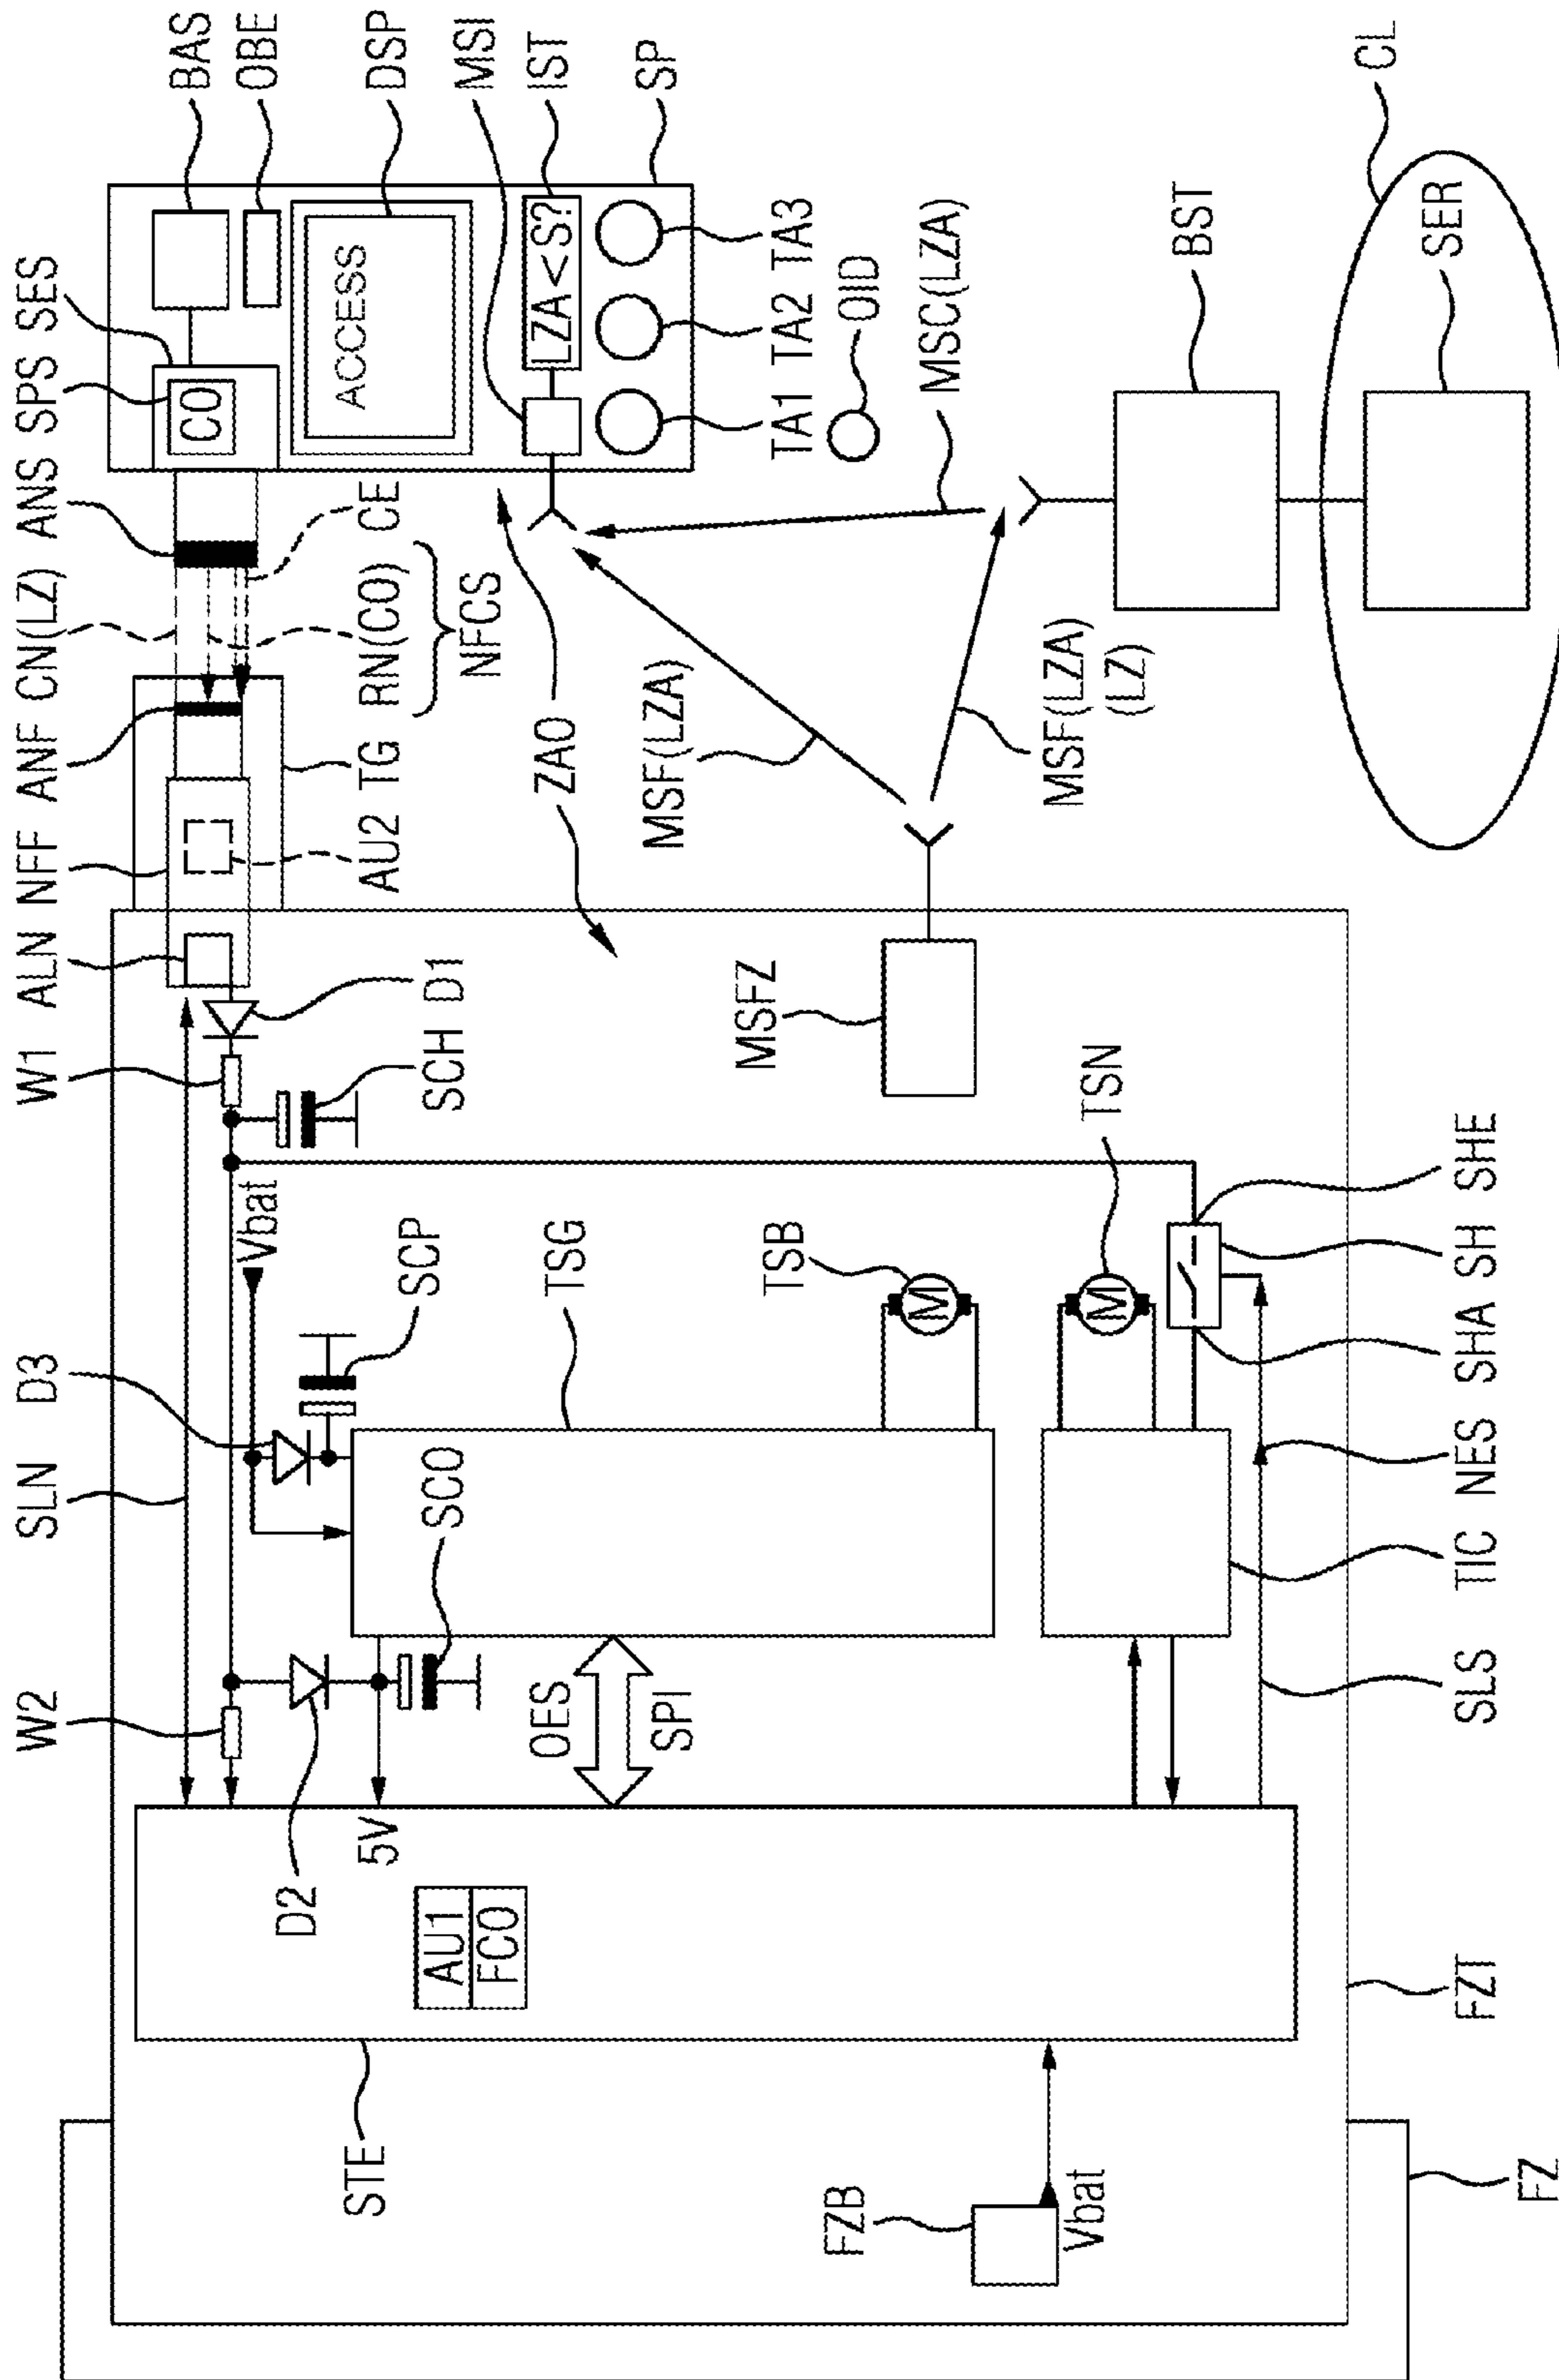 W2 SLN D3 W1 ALN NFF ANF CN(LZ) ANS SPS SES
BAS
OBE
CO
Vbat
D2
5V
SCH D1
AU2 TG RN(CO) CE
NFCS
ACCESS
DSP
STE
AU1
FCO
SCO
SCP
OES
SPI
TSG
ZAO
MSI
LZA<S?
IST
SP
MSF(LZA)
TA1 TA2 TA3
OID
MSFZ
TSB
M
FZB
Vbat
TSN
M
MSF(LZA)
(LZ)
MSC(LZA)
BST
CL
SER
FZT
SLS TIC NES SHA SH SHE
FZ